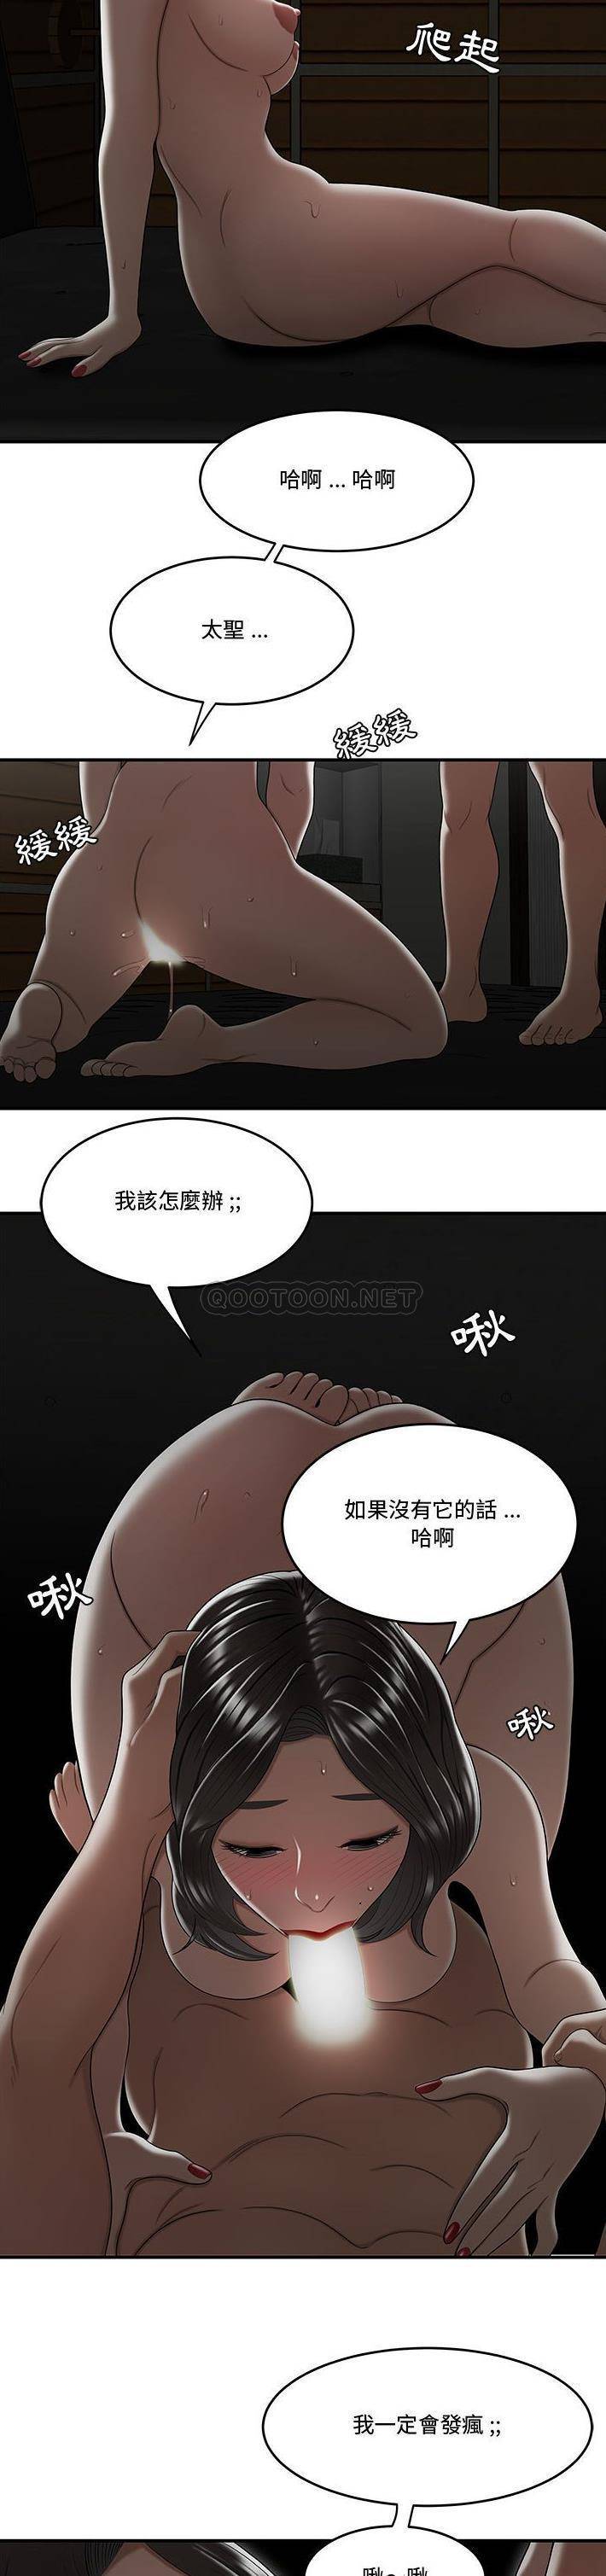 爬起
哈啊 ... 哈啊
太聖 ...
緩緩
緩緩
我該怎麼辦 ;;
QOOTOON.NET
啾
如果沒有它的話 ...
哈啊
啾
啾
我一定會發瘋 ;;